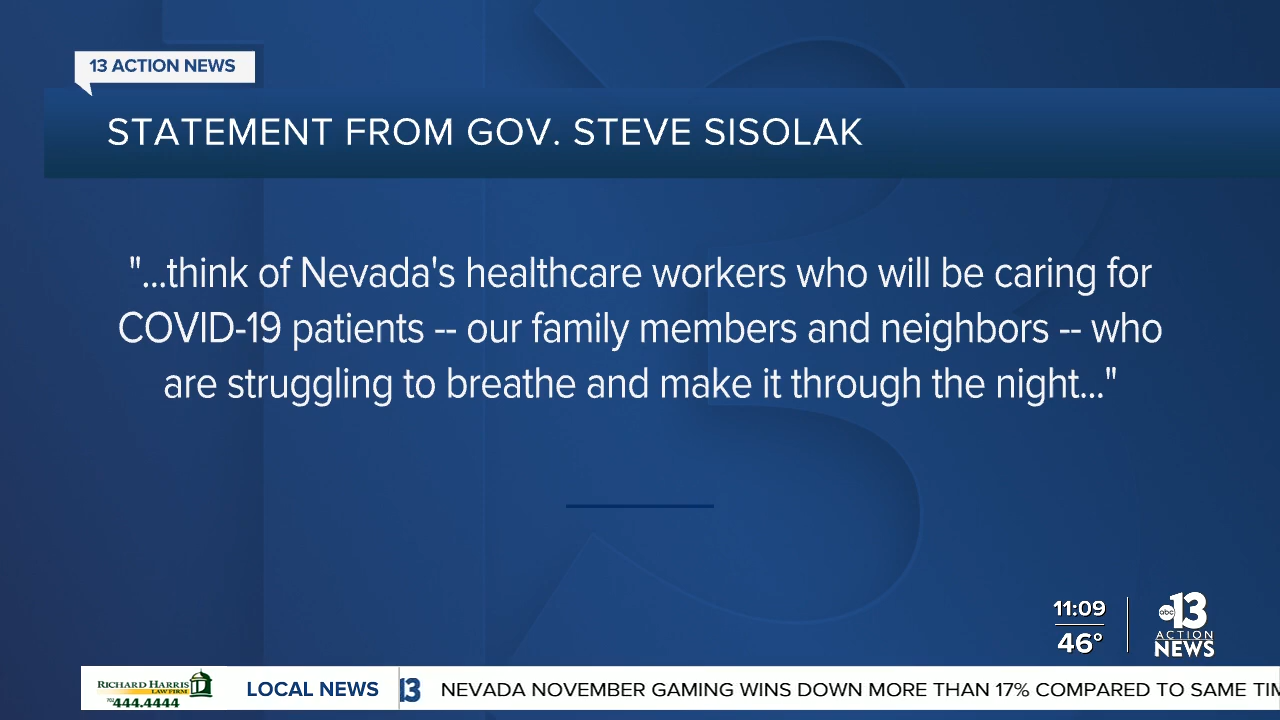 13 ACTION NEWS
STATEMENT FROM GOV. STEVE SISOLAK
"...think of Nevada's healthcare workers who will be caring for
COVID-19 patients -- our family members and neighbors -- who
are struggling to breathe and make it through the night..."
11:09
46°
abc 13
ACTION
NEWS
RICHARD HARRIS
LAW FIRM
702 444.4444
LOCAL NEWS
13
NEVADA NOVEMBER GAMING WINS DOWN MORE THAN 17% COMPARED TO SAME